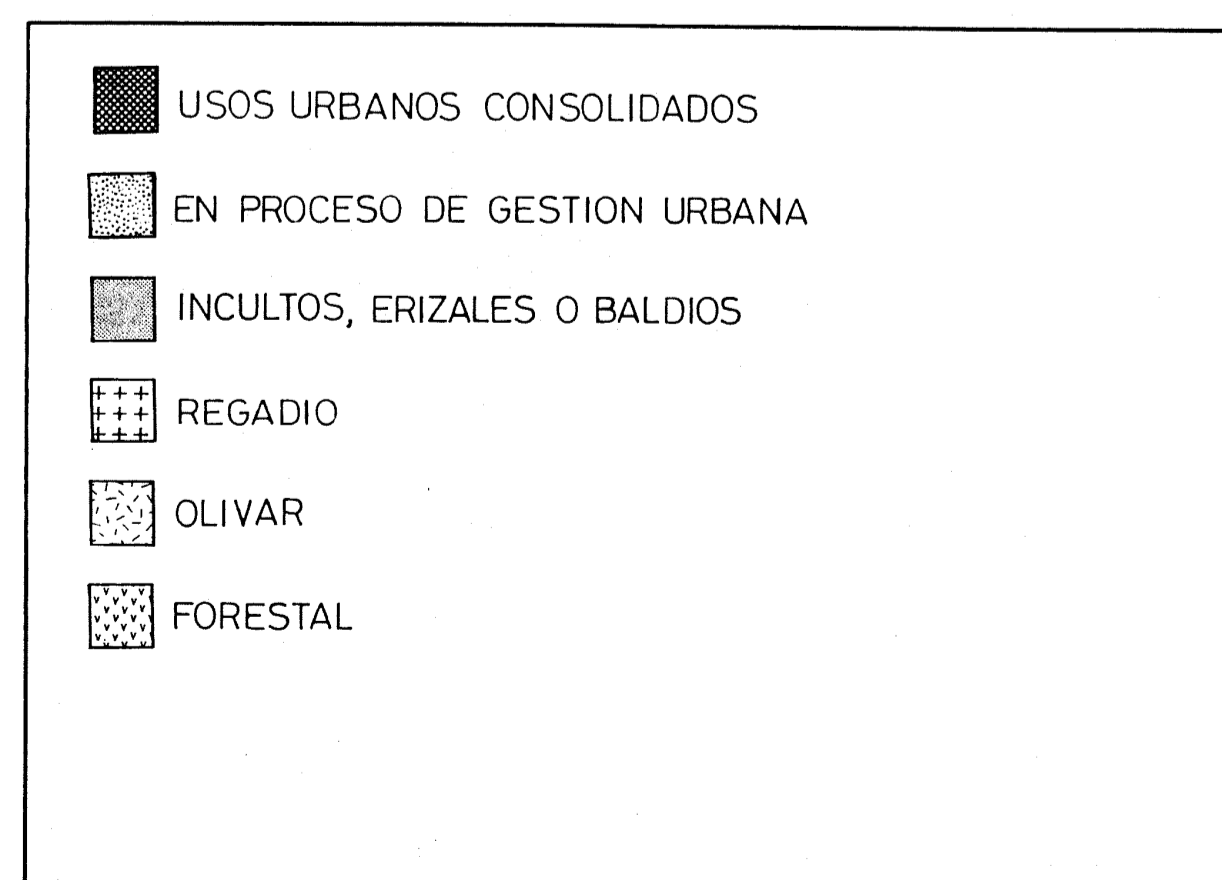 USOS URBANOS CONSOLIDADOS
EN PROCESO DE GESTION URBANA
INCULTOS, ERIZALES O BALDIOS
REGADIO
OLIVAR
FORESTAL